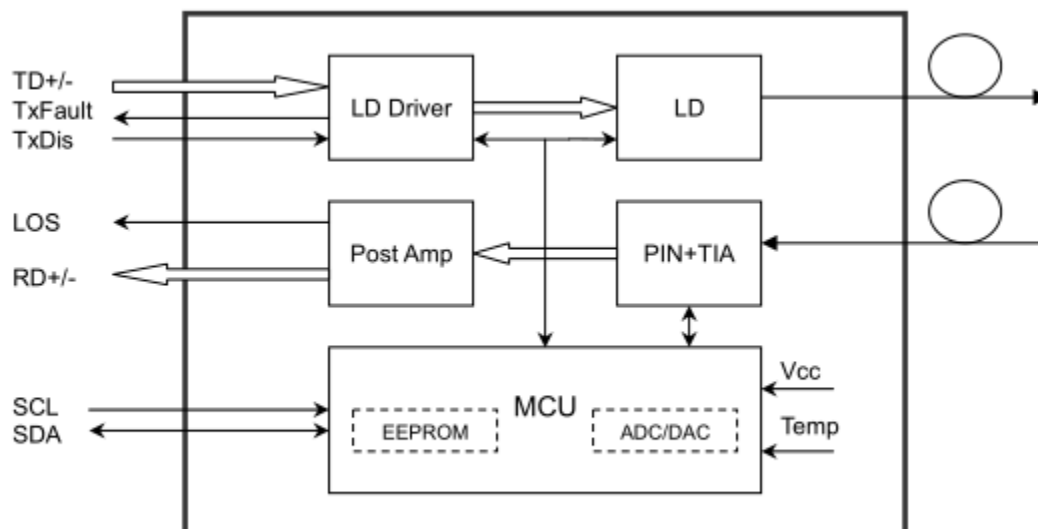 TD+/-
TxFault
TxDis
LD Driver
LD
LOS
RD+/-
Post Amp
PIN+TIA
SCL
SDA
MCU
EEPROM
ADC/DAC
Vcc
Temp